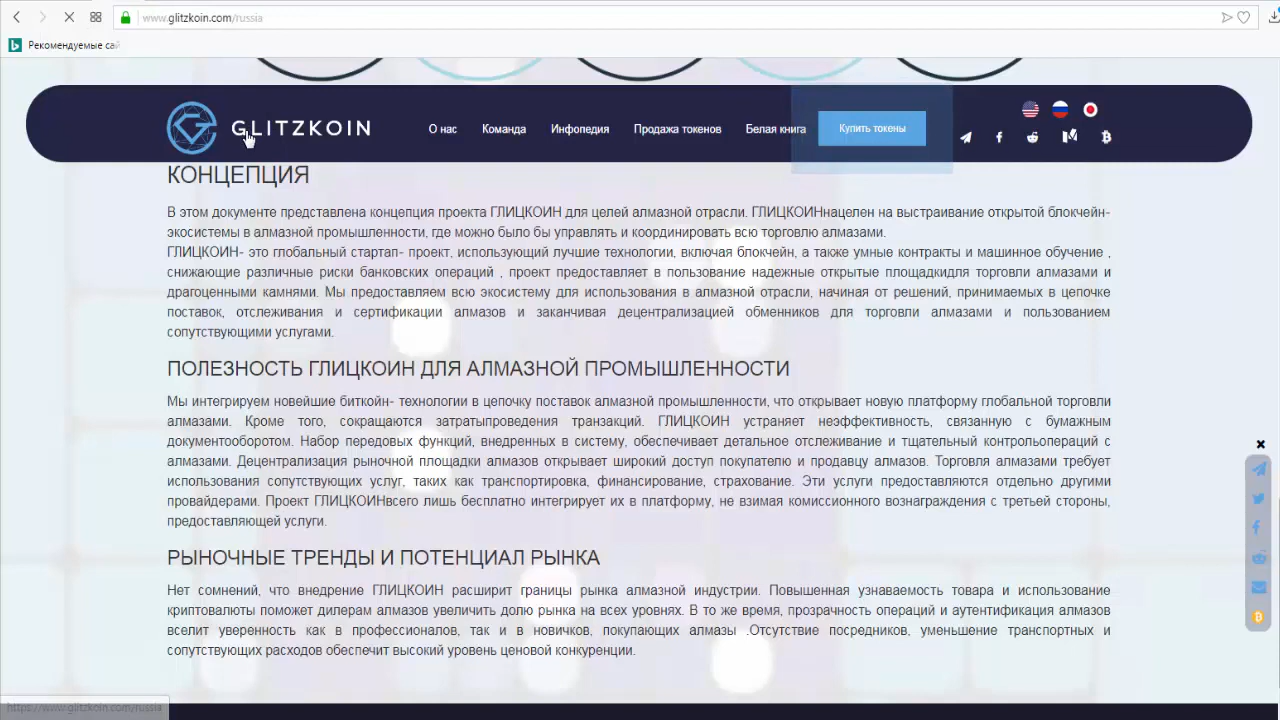 www.glitzkoin.com/russia
Рекомендуемые сай
GLITZKOIN
О нас Команда Инфопедия Продажа токенов Белая книга Купить токены
КОНЦЕПЦИЯ
В этом документе представлена концепция проекта ГЛИЦКОИН для целей алмазной отрасли. ГЛИЦКОИНнацелен на выстраивание открытой блокчейн-
экосистемы в алмазной промышленности, где можно было бы управлять и координировать всю торговлю алмазами.
ГЛИЦКОИН- это глобальный стартап- проект, использующий лучшие технологии, включая блокчейн, а также умные контракты и машинное обучение ,
снижающие различные риски банковских операций , проект предоставляет в пользование надежные открытые площадкидля торговли алмазами и
драгоценными камнями. Мы предоставляем всю экосистему для использования в алмазной отрасли, начиная от решений, принимаемых в цепочке
поставок, отслеживания и сертификации алмазов и заканчивая децентрализацией обменников для торговли алмазами и пользованием
сопутствующими услугами.
ПОЛЕЗНОСТЬ ГЛИЦКОИН ДЛЯ АЛМАЗНОЙ ПРОМЫШЛЕННОСТИ
Мы интегрируем новейшие биткойн- технологии в цепочку поставок алмазной промышленности, что открывает новую платформу глобальной торговли
алмазами. Кроме того, сокращаются затратыпроведения транзакций. ГЛИЦКОИН устраняет неэффективность, связанную с бумажным
документооборотом. Набор передовых функций, внедренных в систему, обеспечивает детальное отслеживание и тщательный контрольопераций с
алмазами. Децентрализация рыночной площадки алмазов открывает широкий доступ покупателю и продавцу алмазов. Торговля алмазами требует
использования сопутствующих услуг, таких как транспортировка, финансирование, страхование. Эти услуги предоставляются отдельно другими
провайдерами. Проект ГЛИЦКОИНвсего лишь бесплатно интегрирует их в платформу, не взимая комиссионного вознаграждения с третьей стороны,
предоставляющей услуги.
РЫНОЧНЫЕ ТРЕНДЫ И ПОТЕНЦИАЛ РЫНКА
Нет сомнений, что внедрение ГЛИЦКОИН расширит границы рынка алмазной индустрии. Повышенная узнаваемость товара и использование
криптовалюты поможет дилерам алмазов увеличить долю рынка на всех уровнях. В то же время, прозрачность операций и аутентификация алмазов
вселит уверенность как в профессионалов, так и в новичков, покупающих алмазы .Отсутствие посредников, уменьшение транспортных и
сопутствующих расходов обеспечит высокий уровень ценовой конкуренции.
https://www.glitzkoin.com/russia